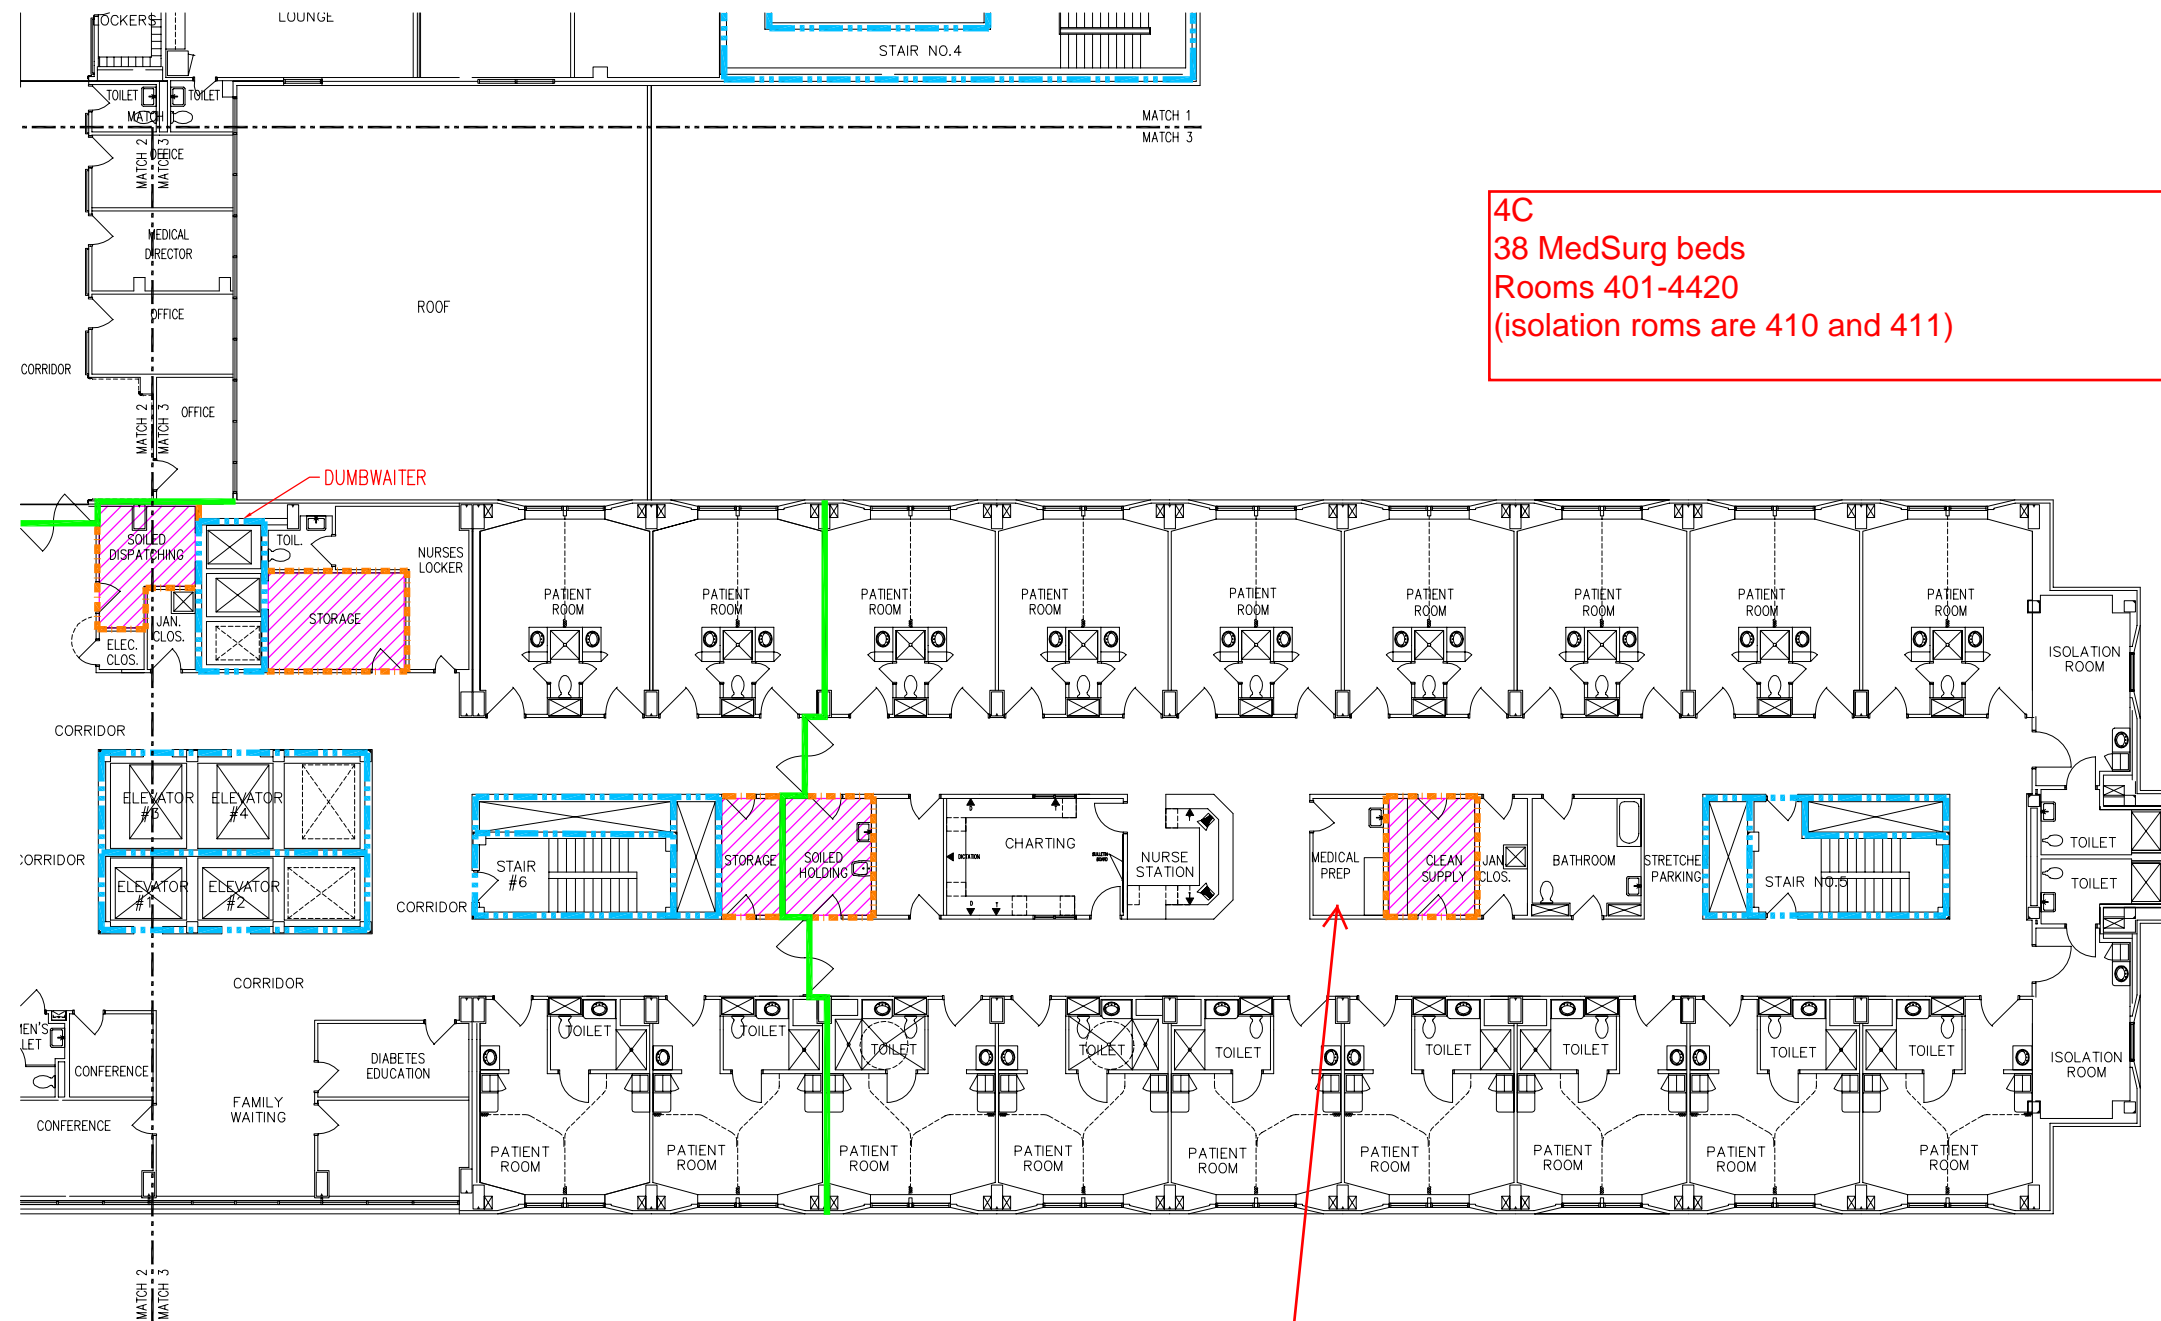 LOCKERS
LOUNGE
STAIR NO.4
TOILET
TOILET
MATCH 1
MATCH 1
MATCH 3
MATCH 2
MATCH 3
OFFICE
MEDICAL
DIRECTOR
OFFICE
CORRIDOR
OFFICE
MATCH 2
MATCH 3
ROOF
4C
38 MedSurg beds
Rooms 401-4420
(isolation roms are 410 and 411)
DUMBWAITER
SOILED
DISPATCHING
TOIL.
NURSES
LOCKER
STORAGE
JAN.
CLOS.
ELEC.
CLOS.
PATIENT
ROOM
PATIENT
ROOM
PATIENT
ROOM
PATIENT
ROOM
PATIENT
ROOM
PATIENT
ROOM
PATIENT
ROOM
PATIENT
ROOM
PATIENT
ROOM
ISOLATION
ROOM
CORRIDOR
ELEVATOR
#3
ELEVATOR
#4
CORRIDOR
ELEVATOR
#1
ELEVATOR
#2
CORRIDOR
STAIR
#6
STORAGE
SOILED
HOLDING
DICTATION
CHARTING
BULLETIN
BOARD
NURSE
STATION
MEDICAL
PREP
CLEAN
SUPPLY
JAN.
CLOS.
BATHROOM
STRETCHE
PARKING
STAIR NO.5
TOILET
TOILET
CORRIDOR
MEN'S
LET
CONFERENCE
CONFERENCE
FAMILY
WAITING
DIABETES
EDUCATION
TOILET
TOILET
TOILET
TOILET
TOILET
TOILET
TOILET
TOILET
TOILET
ISOLATION
ROOM
PATIENT
ROOM
PATIENT
ROOM
PATIENT
ROOM
PATIENT
ROOM
PATIENT
ROOM
PATIENT
ROOM
PATIENT
ROOM
PATIENT
ROOM
PATIENT
ROOM
MATCH 2
MATCH 3